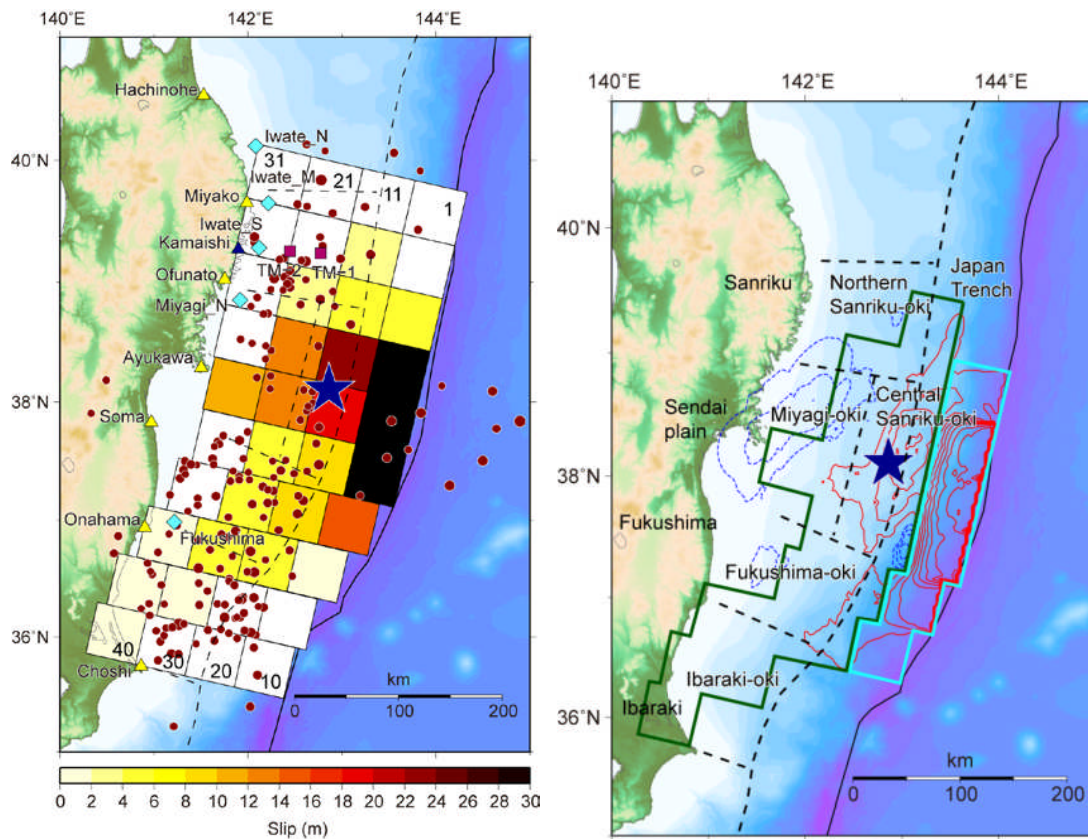 140°E 142°E 144°E
Hachinohe
40°N
Iwate_N
31
Iwate_M
21
11
1
Miyako
Iwate_S
Kamaishi
TM-2 TM-1
Ofunato
Miyagi_N
Ayukawa
38°N
Soma
Onahama
Fukushima
36°N
40
30
20
10
Choshi
km
0 100 200
0 2 4 6 8 10 12 14 16 18 20 22 24 26 28 30
Slip (m)
140°E 142°E 144°E
40°N
Sanriku
Northern
Sanriku-oki
Japan
Trench
Miyagi-oki
Central
Sanriku-oki
Sendai
plain
38°N
Fukushima
Fukushima-oki
Ibaraki-oki
Ibaraki
36°N
km
0 100 200